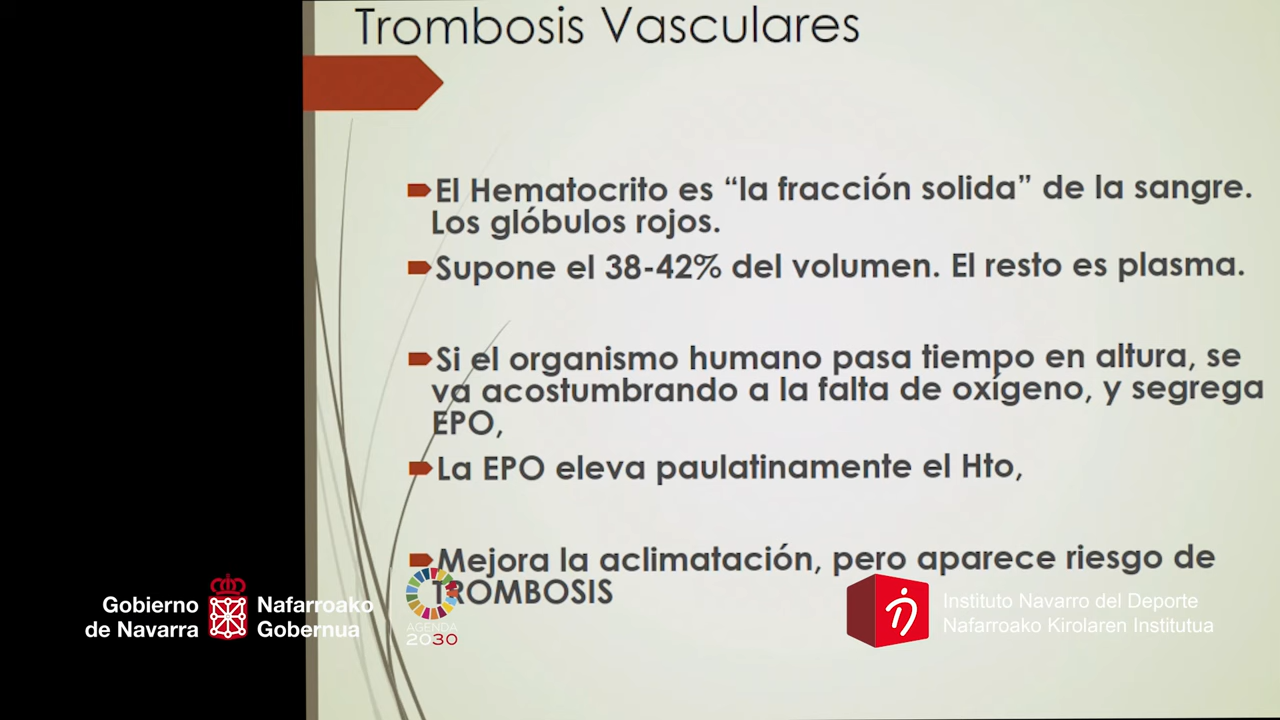 Trombosis Vasculares
El Hematocrito es “la fracción solida” de la sangre.
Los glóbulos rojos.
Supone el 38-42% del volumen. El resto es plasma.
Si el organismo humano pasa tiempo en altura, se
va acostumbrando a la falta de oxígeno, y segrega
EPO,
La EPO eleva paulatinamente el Hto,
Mejora la aclimatación, pero aparece riesgo de
TROMBOSIS
Gobierno
de Navarra
Nafarroako
Gobernua
AGENDA
2030
Instituto Navarro del Deporte
Nafarroako Kirolaren Institutua